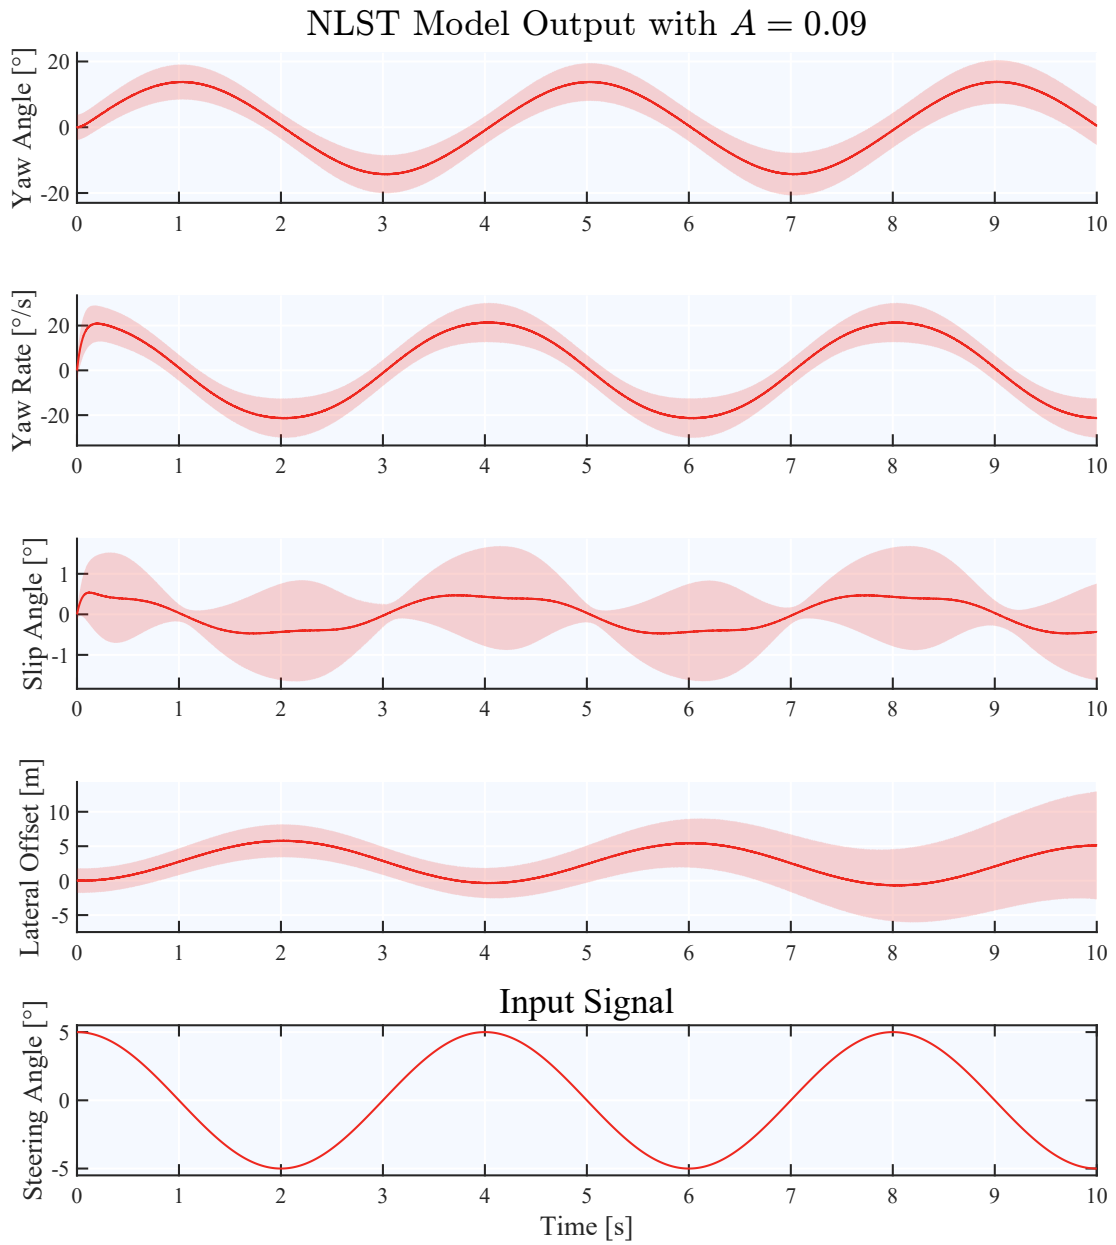 NLST Model Output with A = 0.09
Yaw Angle [°]
20
0
-20
0 1 2 3 4 5 6 7 8 9 10
Yaw Rate [°/s]
20
0
-20
0 1 2 3 4 5 6 7 8 9 10
Slip Angle [°]
1
0
-1
0 1 2 3 4 5 6 7 8 9 10
Lateral Offset [m]
10
5
0
-5
0 1 2 3 4 5 6 7 8 9 10
Input Signal
Steering Angle [°]
5
0
-5
0 1 2 3 4 5 6 7 8 9 10
Time [s]